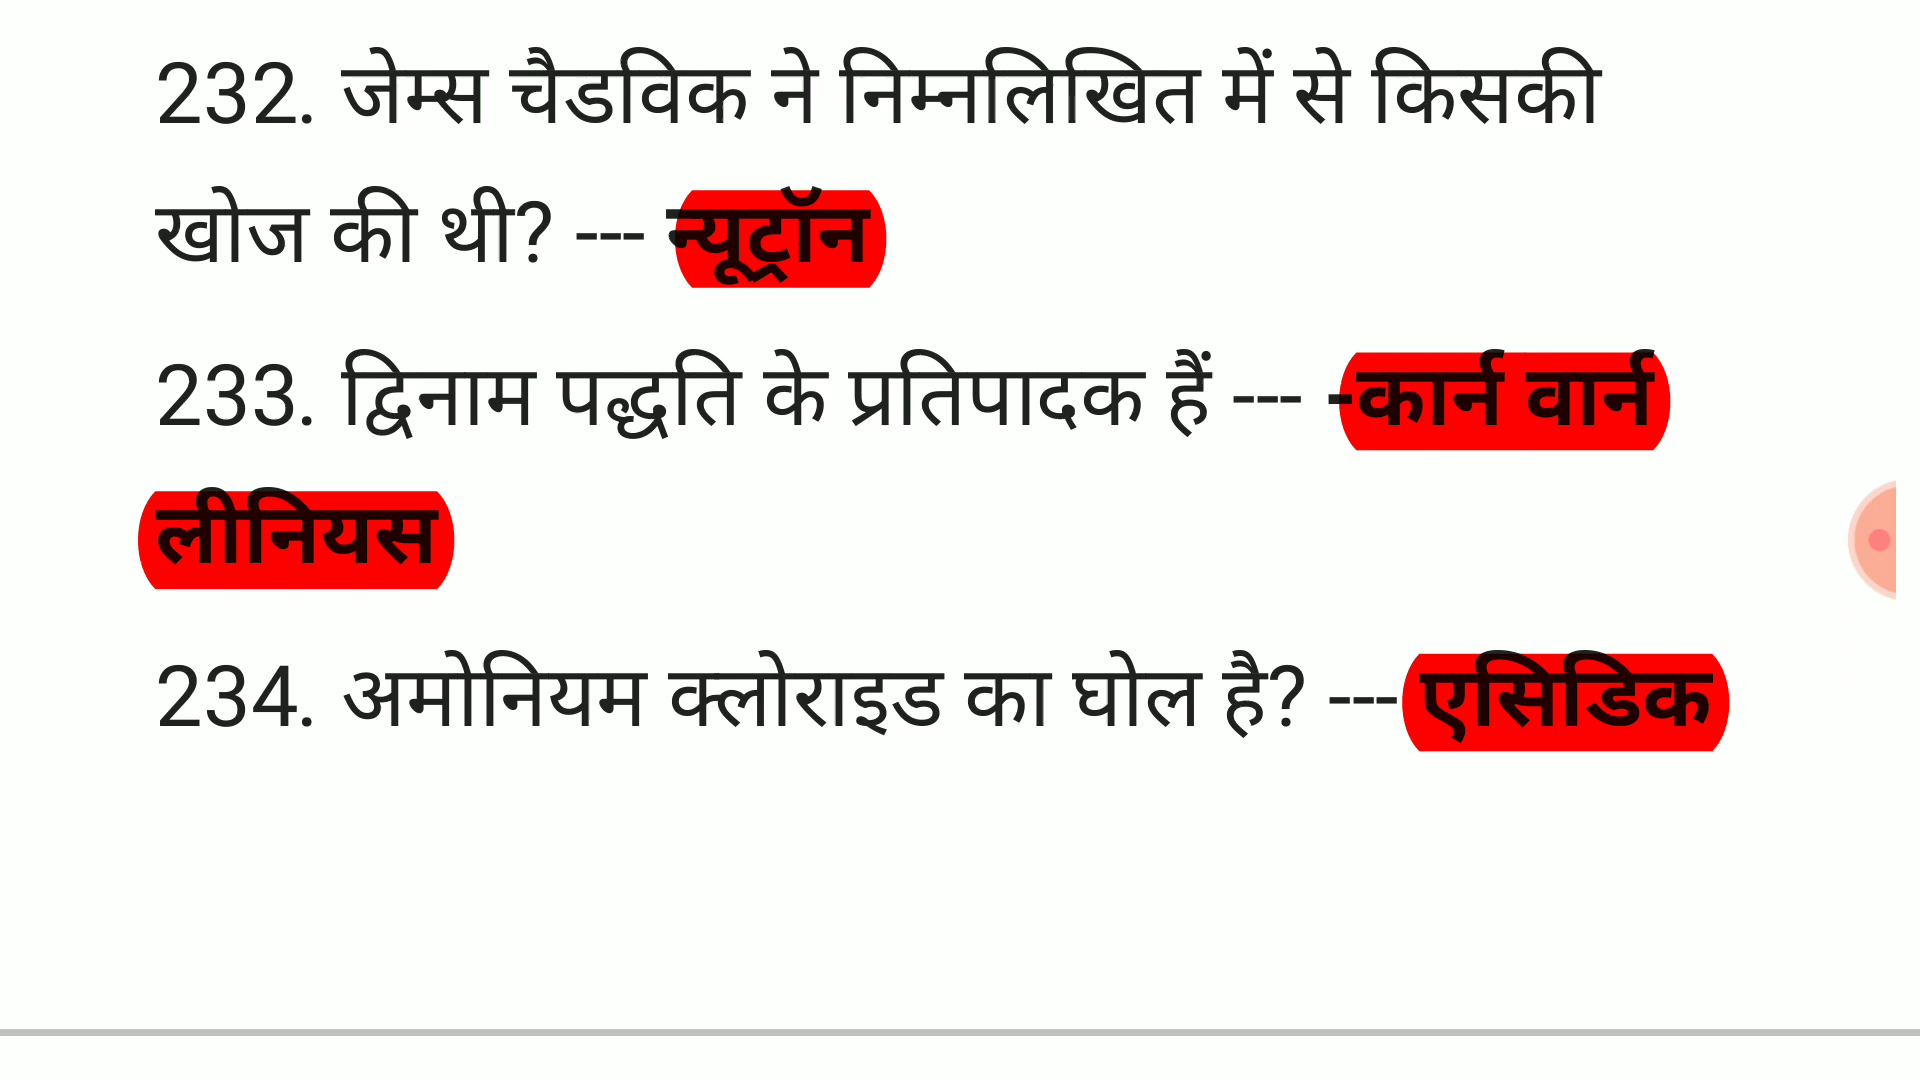 232. जेम्स चैडविक ने निम्नलिखित में से किसकी
खोज की थी? --- न्यूट्रॉन
233. द्विनाम पद्धति के प्रतिपादक हैं --- -कार्न वार्न
लीनियस
234. अमोनियम क्लोराइड का घोल है? --- एसिडिक